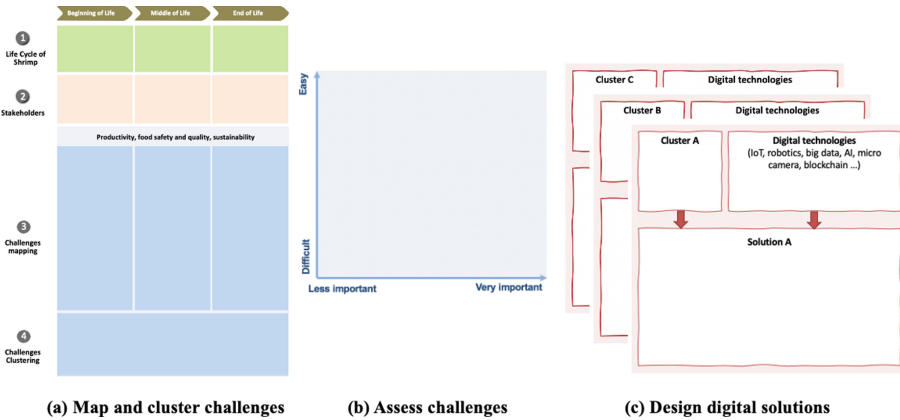 Beginning of Life
Middle of Life
End of Life
1
Life Cycle of
Shrimp
2
Stakeholders
Productivity, food safety and quality, sustainability
3
Challenges
mapping
4
Challenges
Clustering
(a) Map and cluster challenges
Easy
Difficult
Less important
Very important
(b) Assess challenges
Cluster C
Digital technologies
Cluster B
Digital technologies
Cluster A
Digital technologies
(IoT, robotics, big data, AI, micro
camera, blockchain ...)
Solution A
(c) Design digital solutions